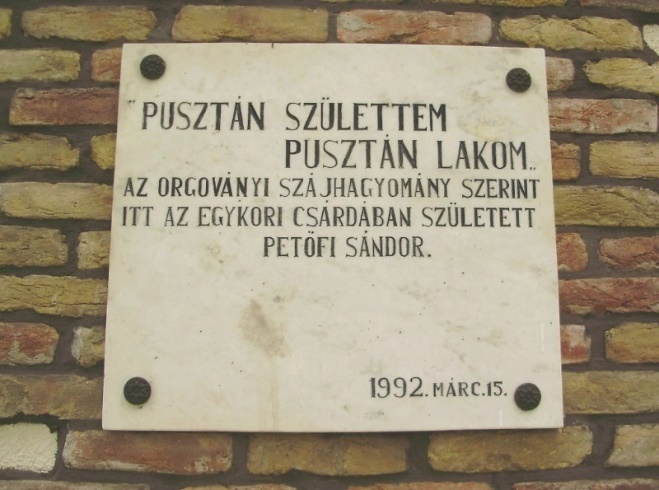 "PUSZTÁN SZÜLETTEM
PUSZTÁN LAKOM„
AZ ORGOVÁNYI SZÁJHAGYOMÁNY SZERINT
ITT AZ EGYKORI CSÁRDÁBAN SZÜLETETT
PETŐFI SÁNDOR.
1992. MÁRC. 15.